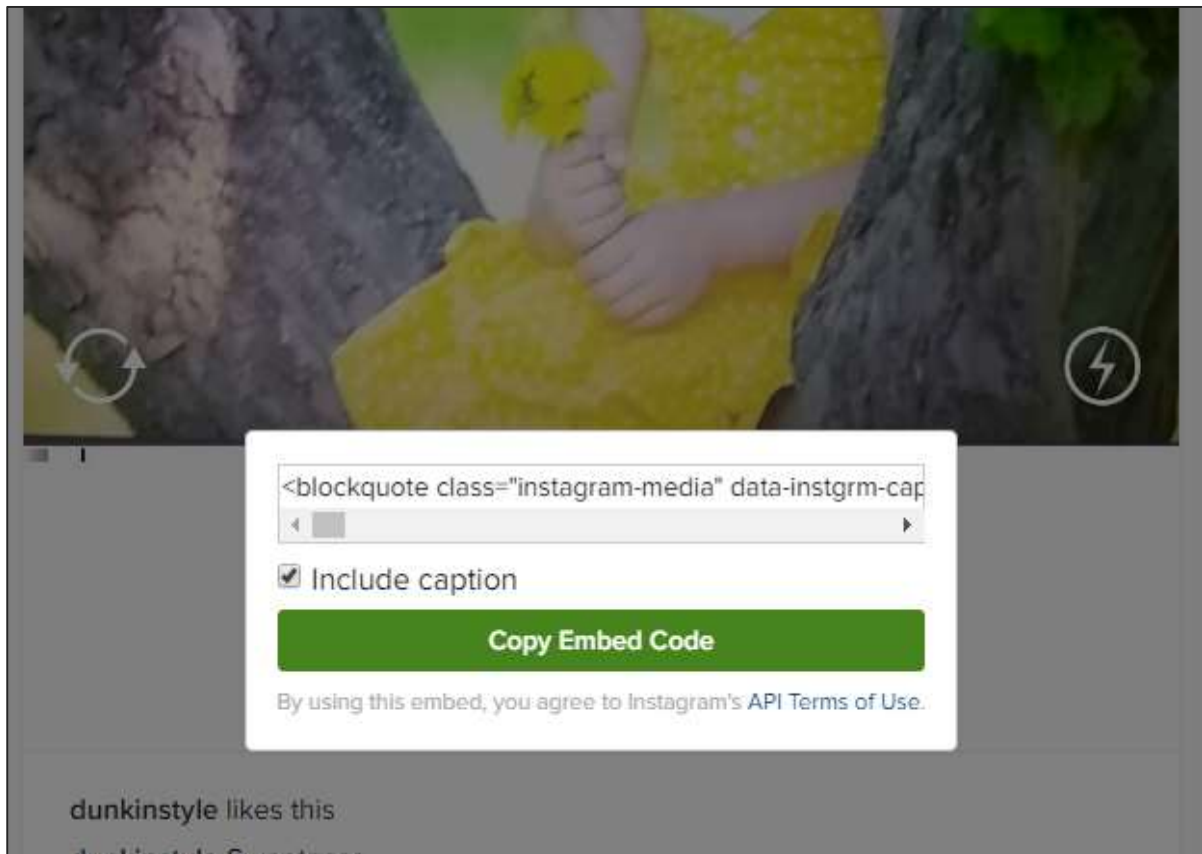 <blockquote class="instagram-media" data-instgrm-cap
Include caption
Copy Embed Code
By using this embed, you agree to Instagram's API Terms of Use.
dunkinstyle likes this